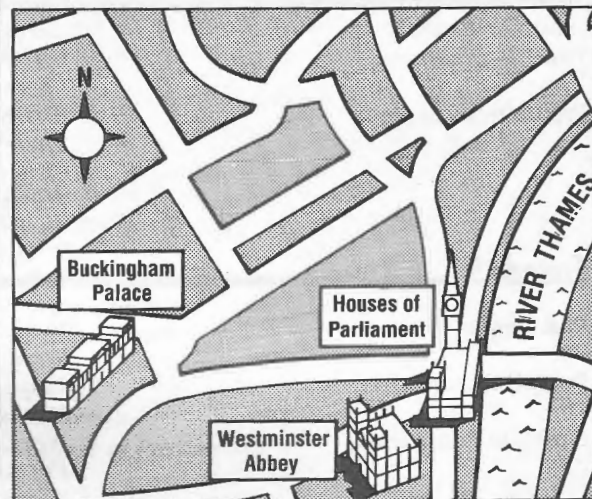 N
Buckingham
Palace
Houses of
Parliament
RIVER THAMES
Westminster
Abbey